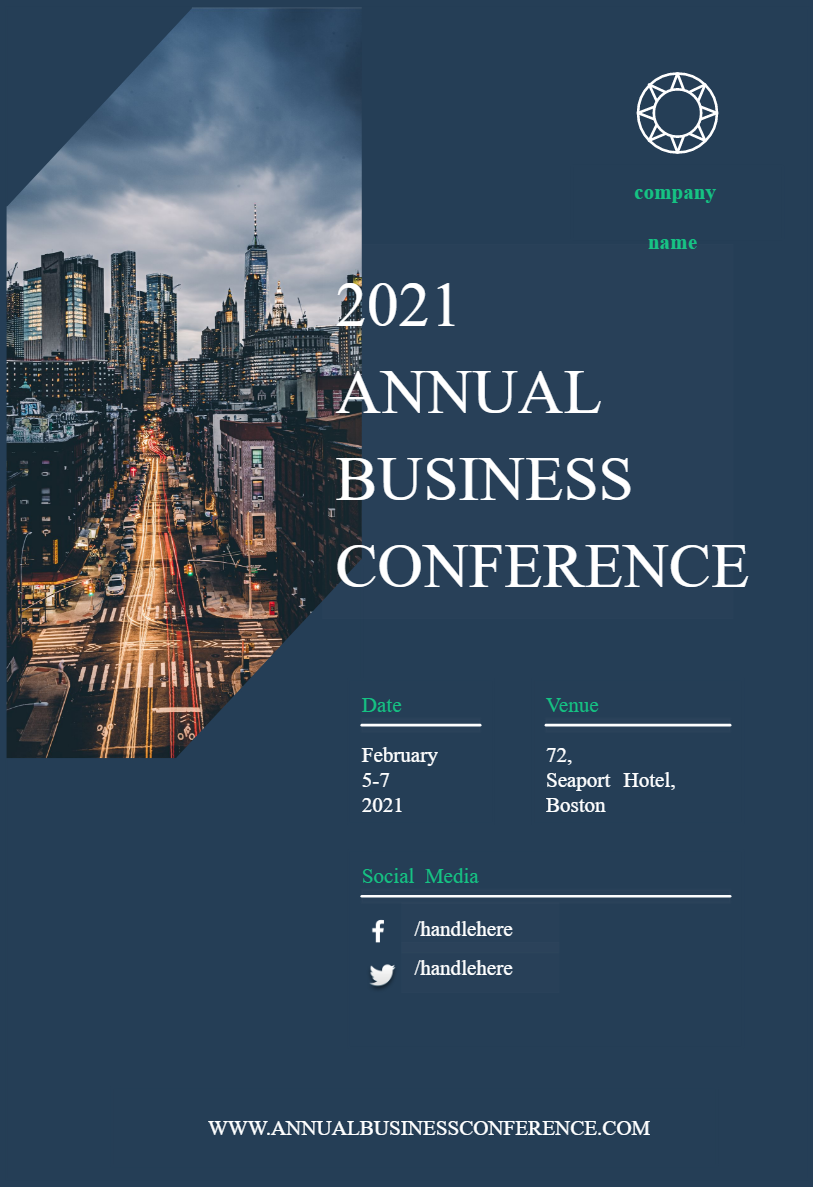 company
name
2021
ANNUAL
BUSINESS
CONFERENCE
Date
February
5-7
2021
Venue
72,
Seaport Hotel,
Boston
Social Media
/handlehere
/handlehere
WWW.ANNUALBUSINESSCONFERENCE.COM